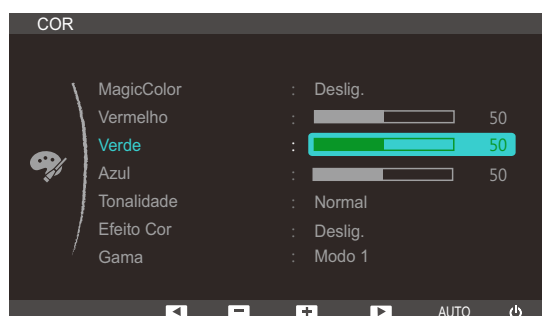 COR
MagicColor : Deslig.
Vermelho : 50
Verde : 50
Azul : 50
Tonalidade : Normal
Efeito Cor : Deslig.
Gama : Modo 1
AUTO